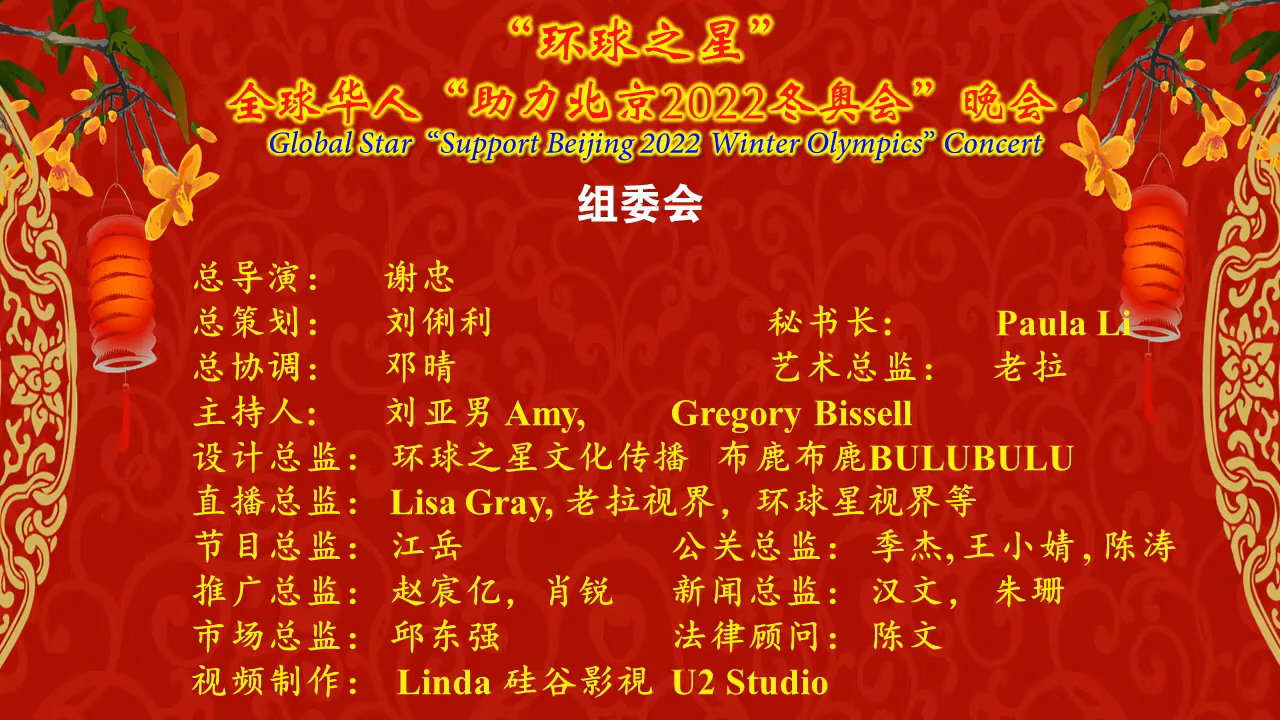 “环球之星”
全球华人“助力北京2022冬奥会”晚会
Global Star “Support Beijing 2022 Winter Olympics” Concert
组委会
总导演： 谢忠
总策划： 刘俐利 秘书长： Paula Li
总协调： 邓晴 艺术总监： 老拉
主持人： 刘亚男 Amy, Gregory Bissell
设计总监： 环球之星文化传播 布鹿布鹿BULUBULU
直播总监： Lisa Gray, 老拉视界，环球星视界等
节目总监： 江岳 公关总监： 季杰,王小婧,陈涛
推广总监： 赵宸亿，肖锐 新闻总监： 汉文，朱珊
市场总监： 邱东强 法律顾问： 陈文
视频制作： Linda 硅谷影視 U2 Studio